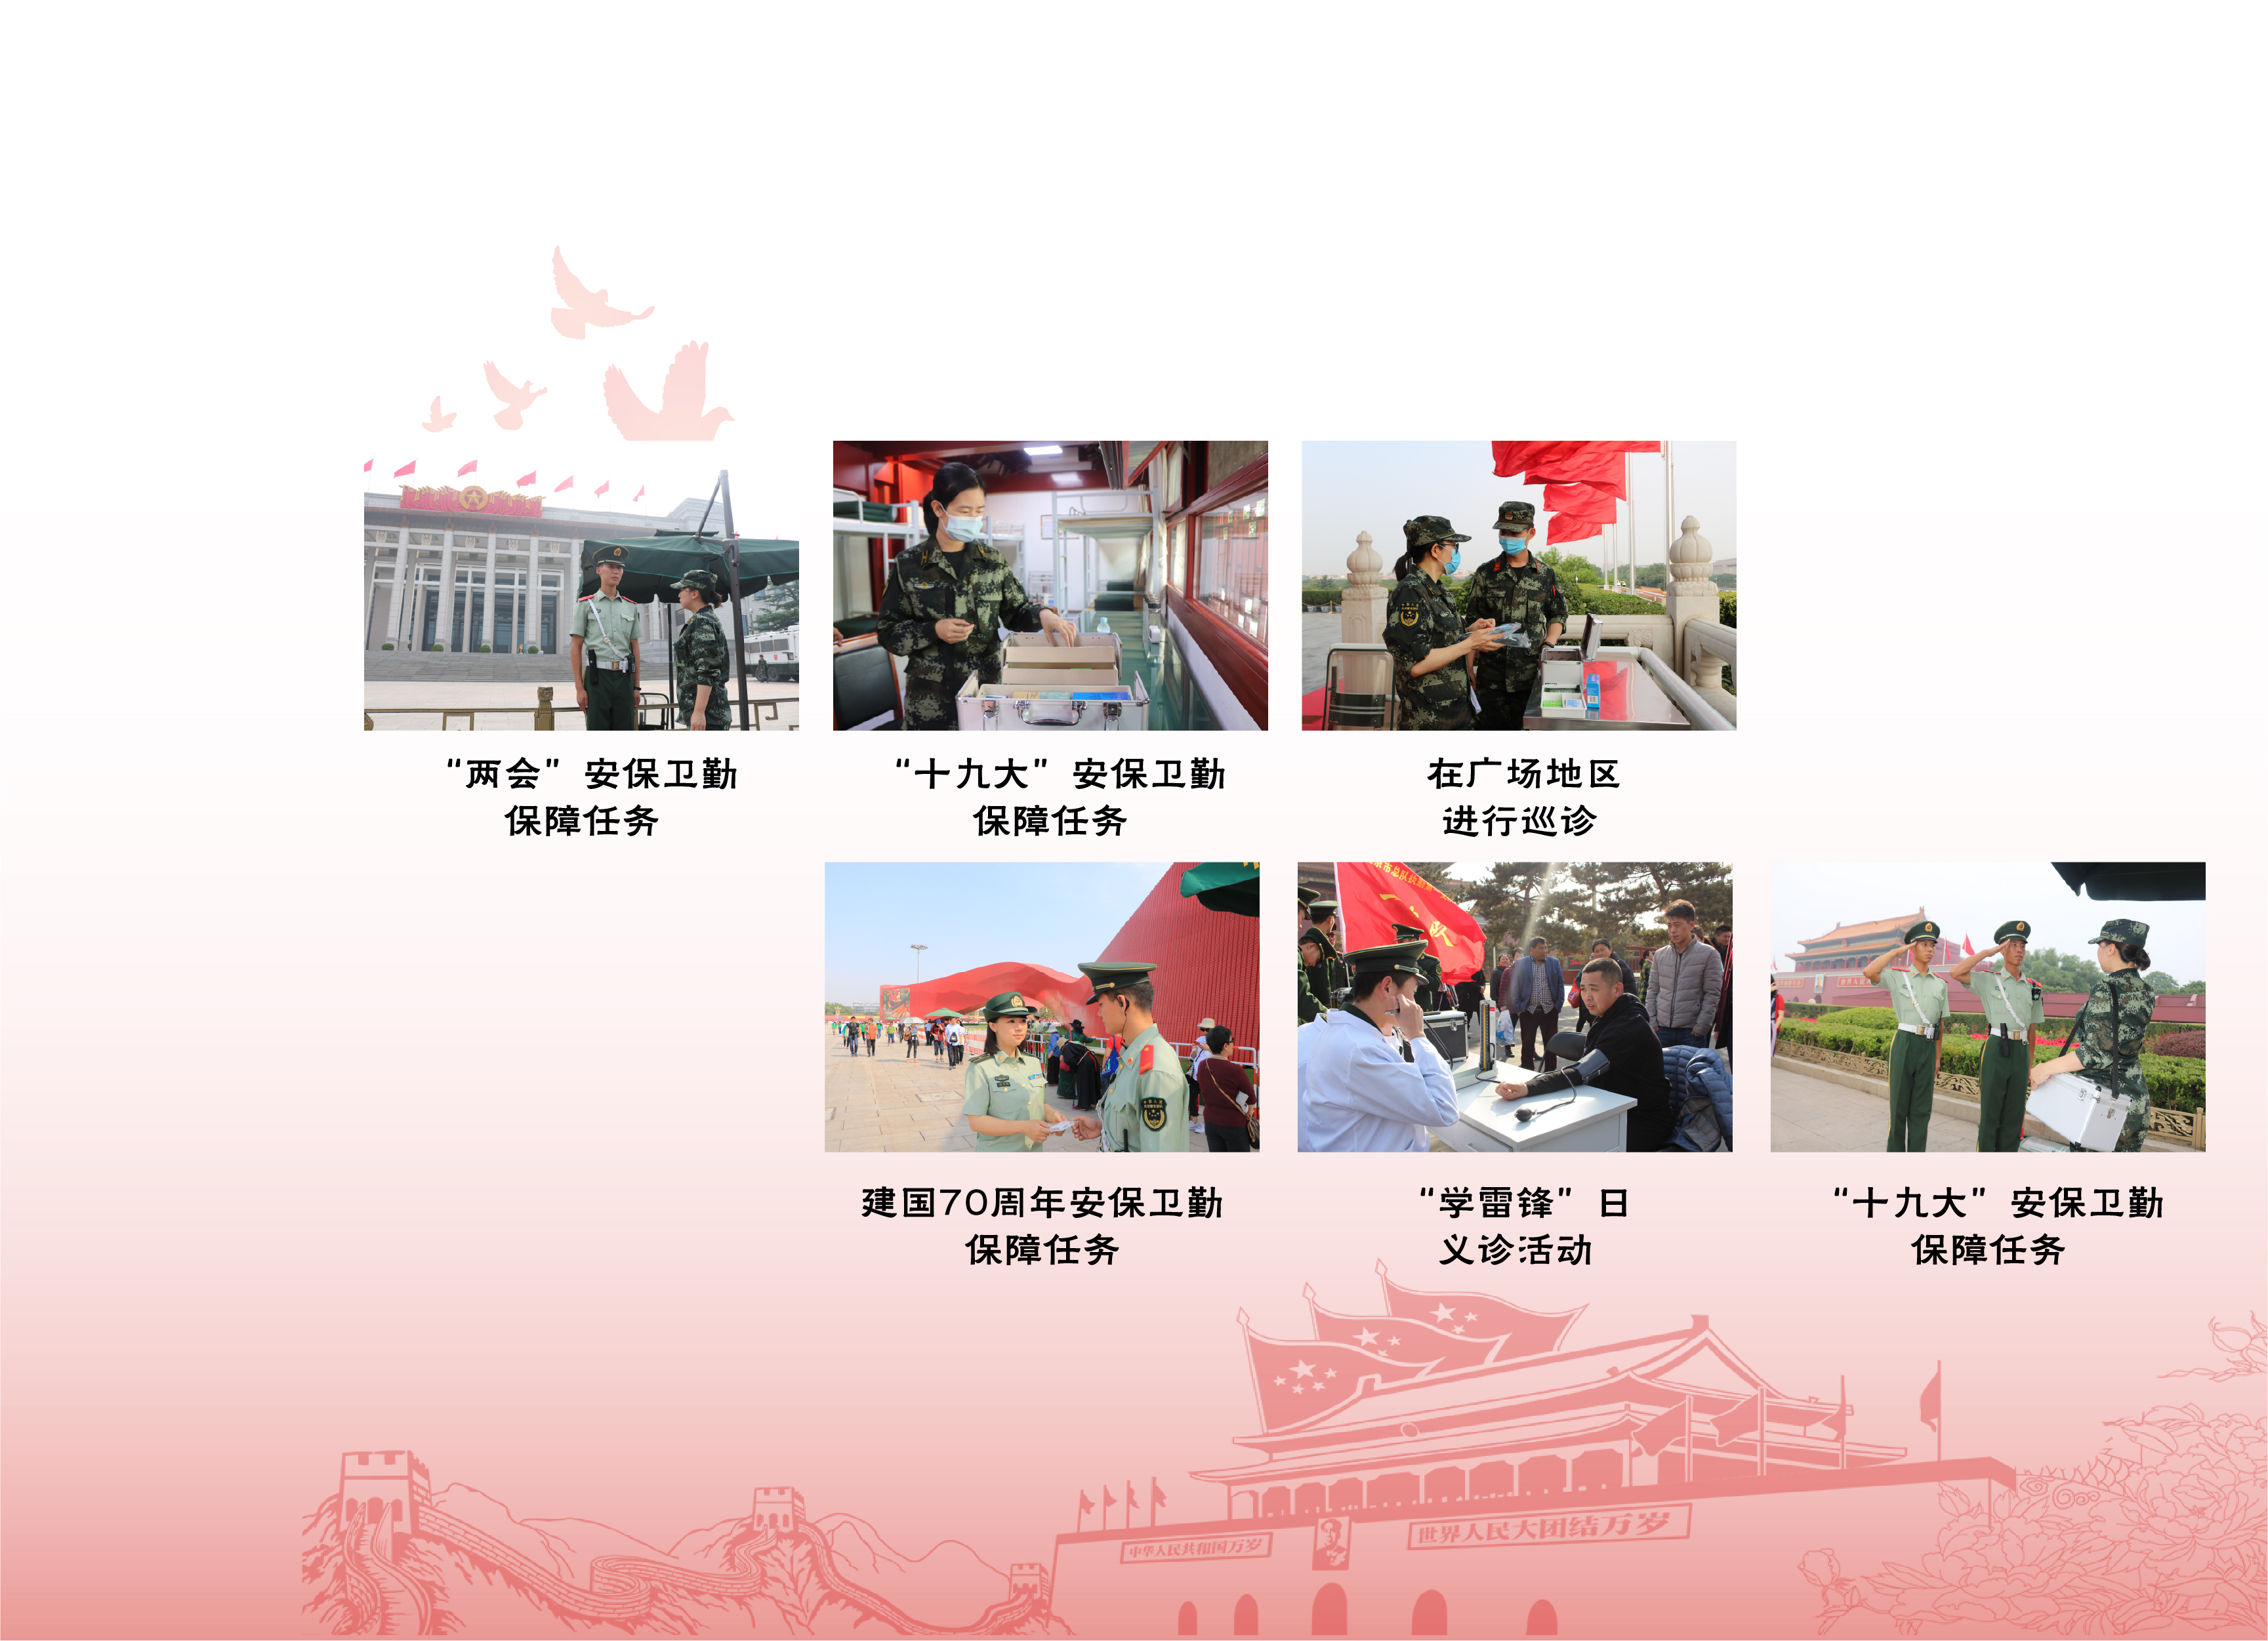 “两会”安保卫勤
保障任务
“十九大”安保卫勤
保障任务
在广场地区
进行巡诊
建国70周年安保卫勤
保障任务
“学雷锋”日
义诊活动
“十九大”安保卫勤
保障任务
中华人民共和国万岁
世界人民大团结万岁